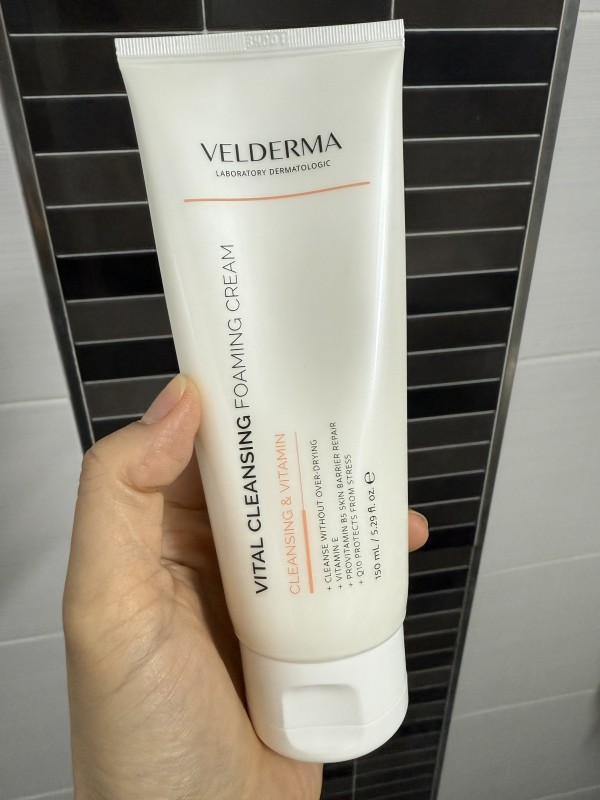 VELDERMA
LABORATORY DERMATOLOGIC
VITAL CLEANSING FOAMING CREAM
CLEANSING & VITAMIN
+ CLEANSE WITHOUT OVER-DRYING
+ VITAMIN E
+ PROVITAMIN B5 SKIN BARRIER REPAIR
+ Q10 PROTECTS FROM STRESS
150 mL / 5.29 fl. oz. ℮